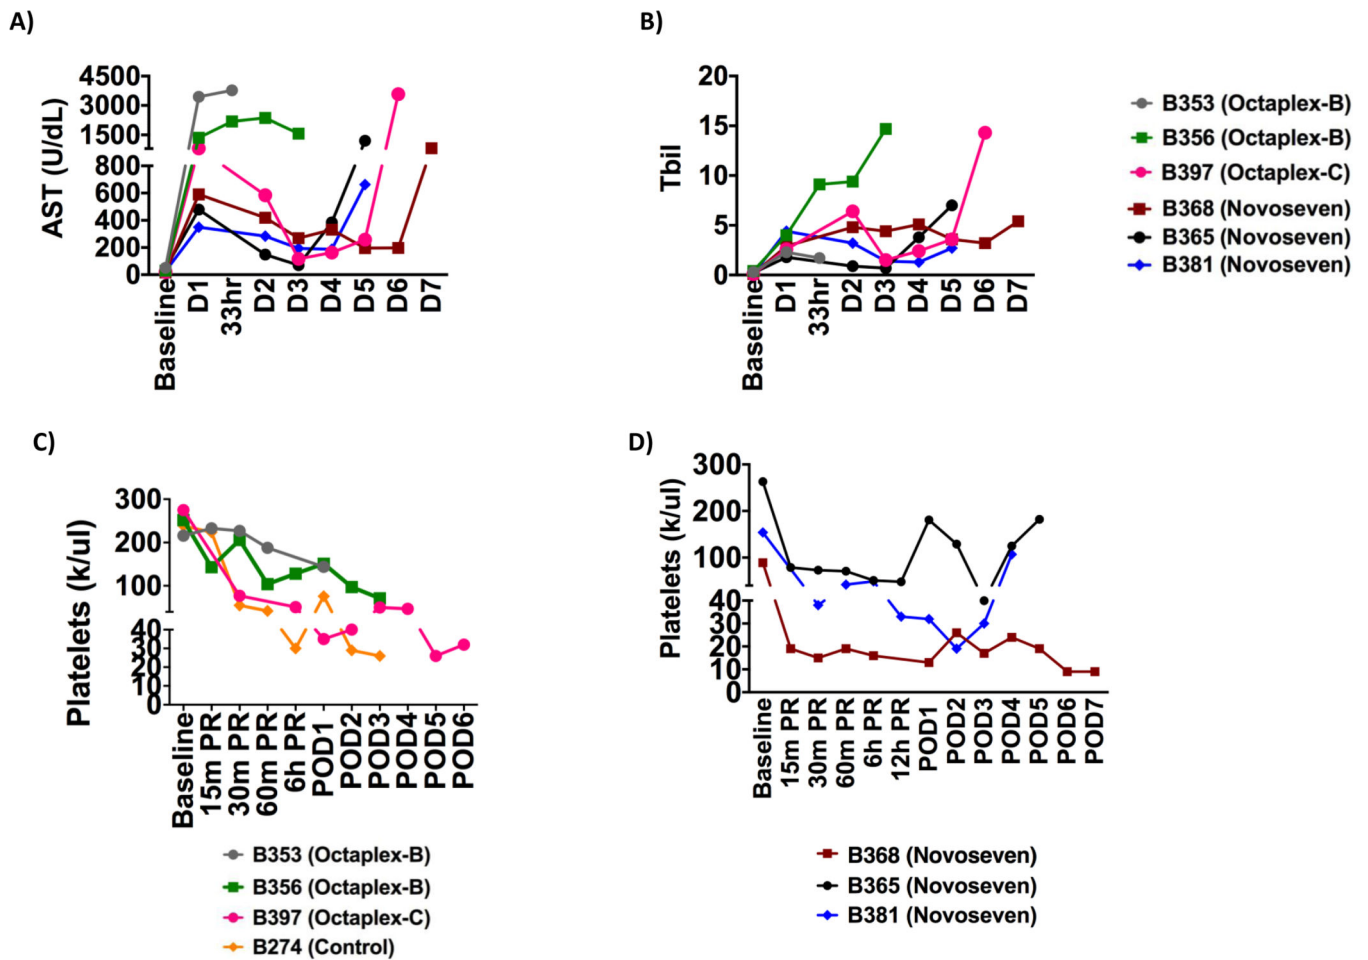 A)
AST (U/dL)
4500
3000
1500
800
600
400
200
0
Baseline
D1
33hr
D2
D3
D4
D5
D6
D7
B)
Tbil
20
15
10
5
0
Baseline
D1
33hr
D2
D3
D4
D5
D6
D7
B353 (Octaplex-B)
B356 (Octaplex-B)
B397 (Octaplex-C)
B368 (Novoseven)
B365 (Novoseven)
B381 (Novoseven)
C)
Platelets (k/ul)
300
200
100
40
30
20
10
0
Baseline
15m PR
30m PR
60m PR
6h PR
POD1
POD2
POD3
POD4
POD5
POD6
B353 (Octaplex-B)
B356 (Octaplex-B)
B397 (Octaplex-C)
B274 (Control)
D)
Platelets (k/ul)
300
200
100
40
30
20
10
0
Baseline
15m PR
30m PR
60m PR
6h PR
12h PR
POD1
POD2
POD3
POD4
POD5
POD6
POD7
B368 (Novoseven)
B365 (Novoseven)
B381 (Novoseven)